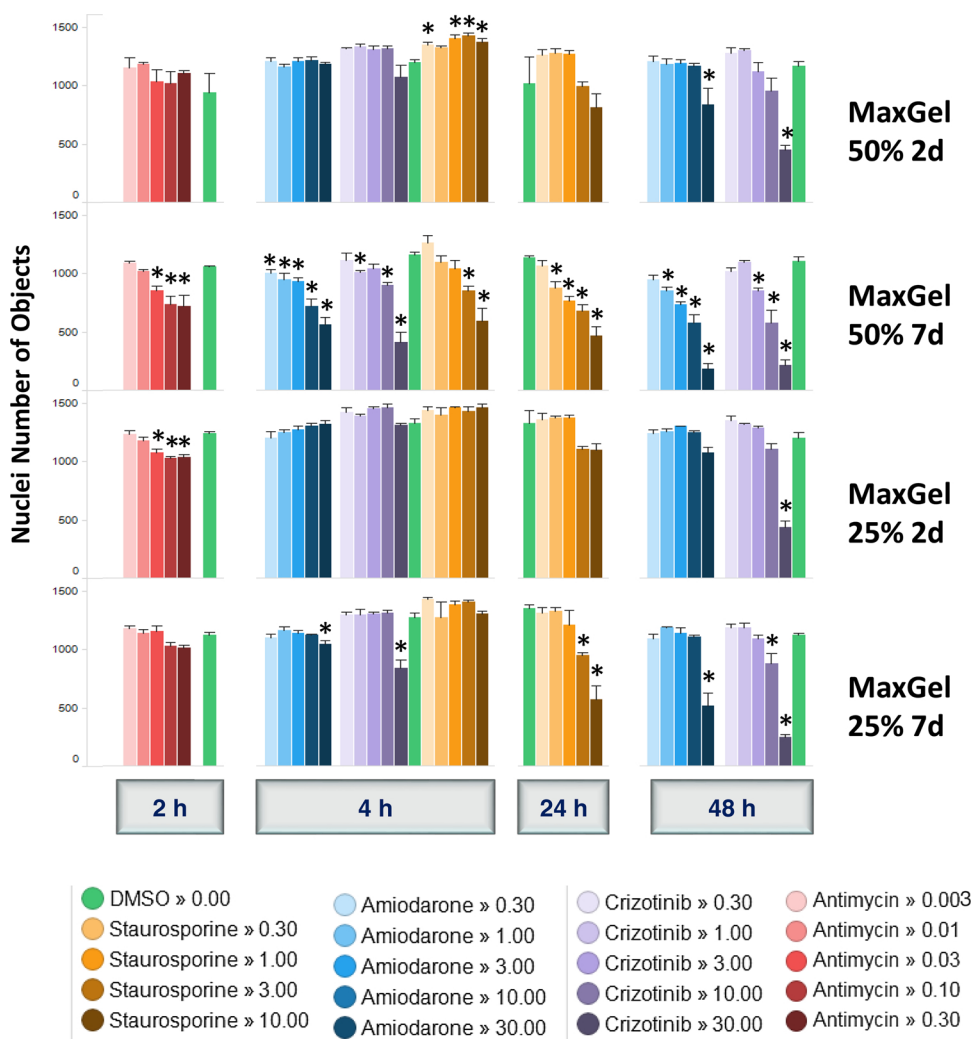 Nuclei Number of Objects
1500
1000
500
0
* ** *
*
*
MaxGel
50% 2d
1500
1000
500
0
* **
*** * *
* * *
* *
* * * *
* * * *
* * *
MaxGel
50% 7d
1500
1000
500
0
* **
*
MaxGel
25% 2d
1500
1000
500
0
*
*
* *
*
* *
MaxGel
25% 7d
2 h
4 h
24 h
48 h
DMSO » 0.00
Staurosporine » 0.30
Staurosporine » 1.00
Staurosporine » 3.00
Staurosporine » 10.00
Amiodarone » 0.30
Amiodarone » 1.00
Amiodarone » 3.00
Amiodarone » 10.00
Amiodarone » 30.00
Crizotinib » 0.30
Crizotinib » 1.00
Crizotinib » 3.00
Crizotinib » 10.00
Crizotinib » 30.00
Antimycin » 0.003
Antimycin » 0.01
Antimycin » 0.03
Antimycin » 0.10
Antimycin » 0.30